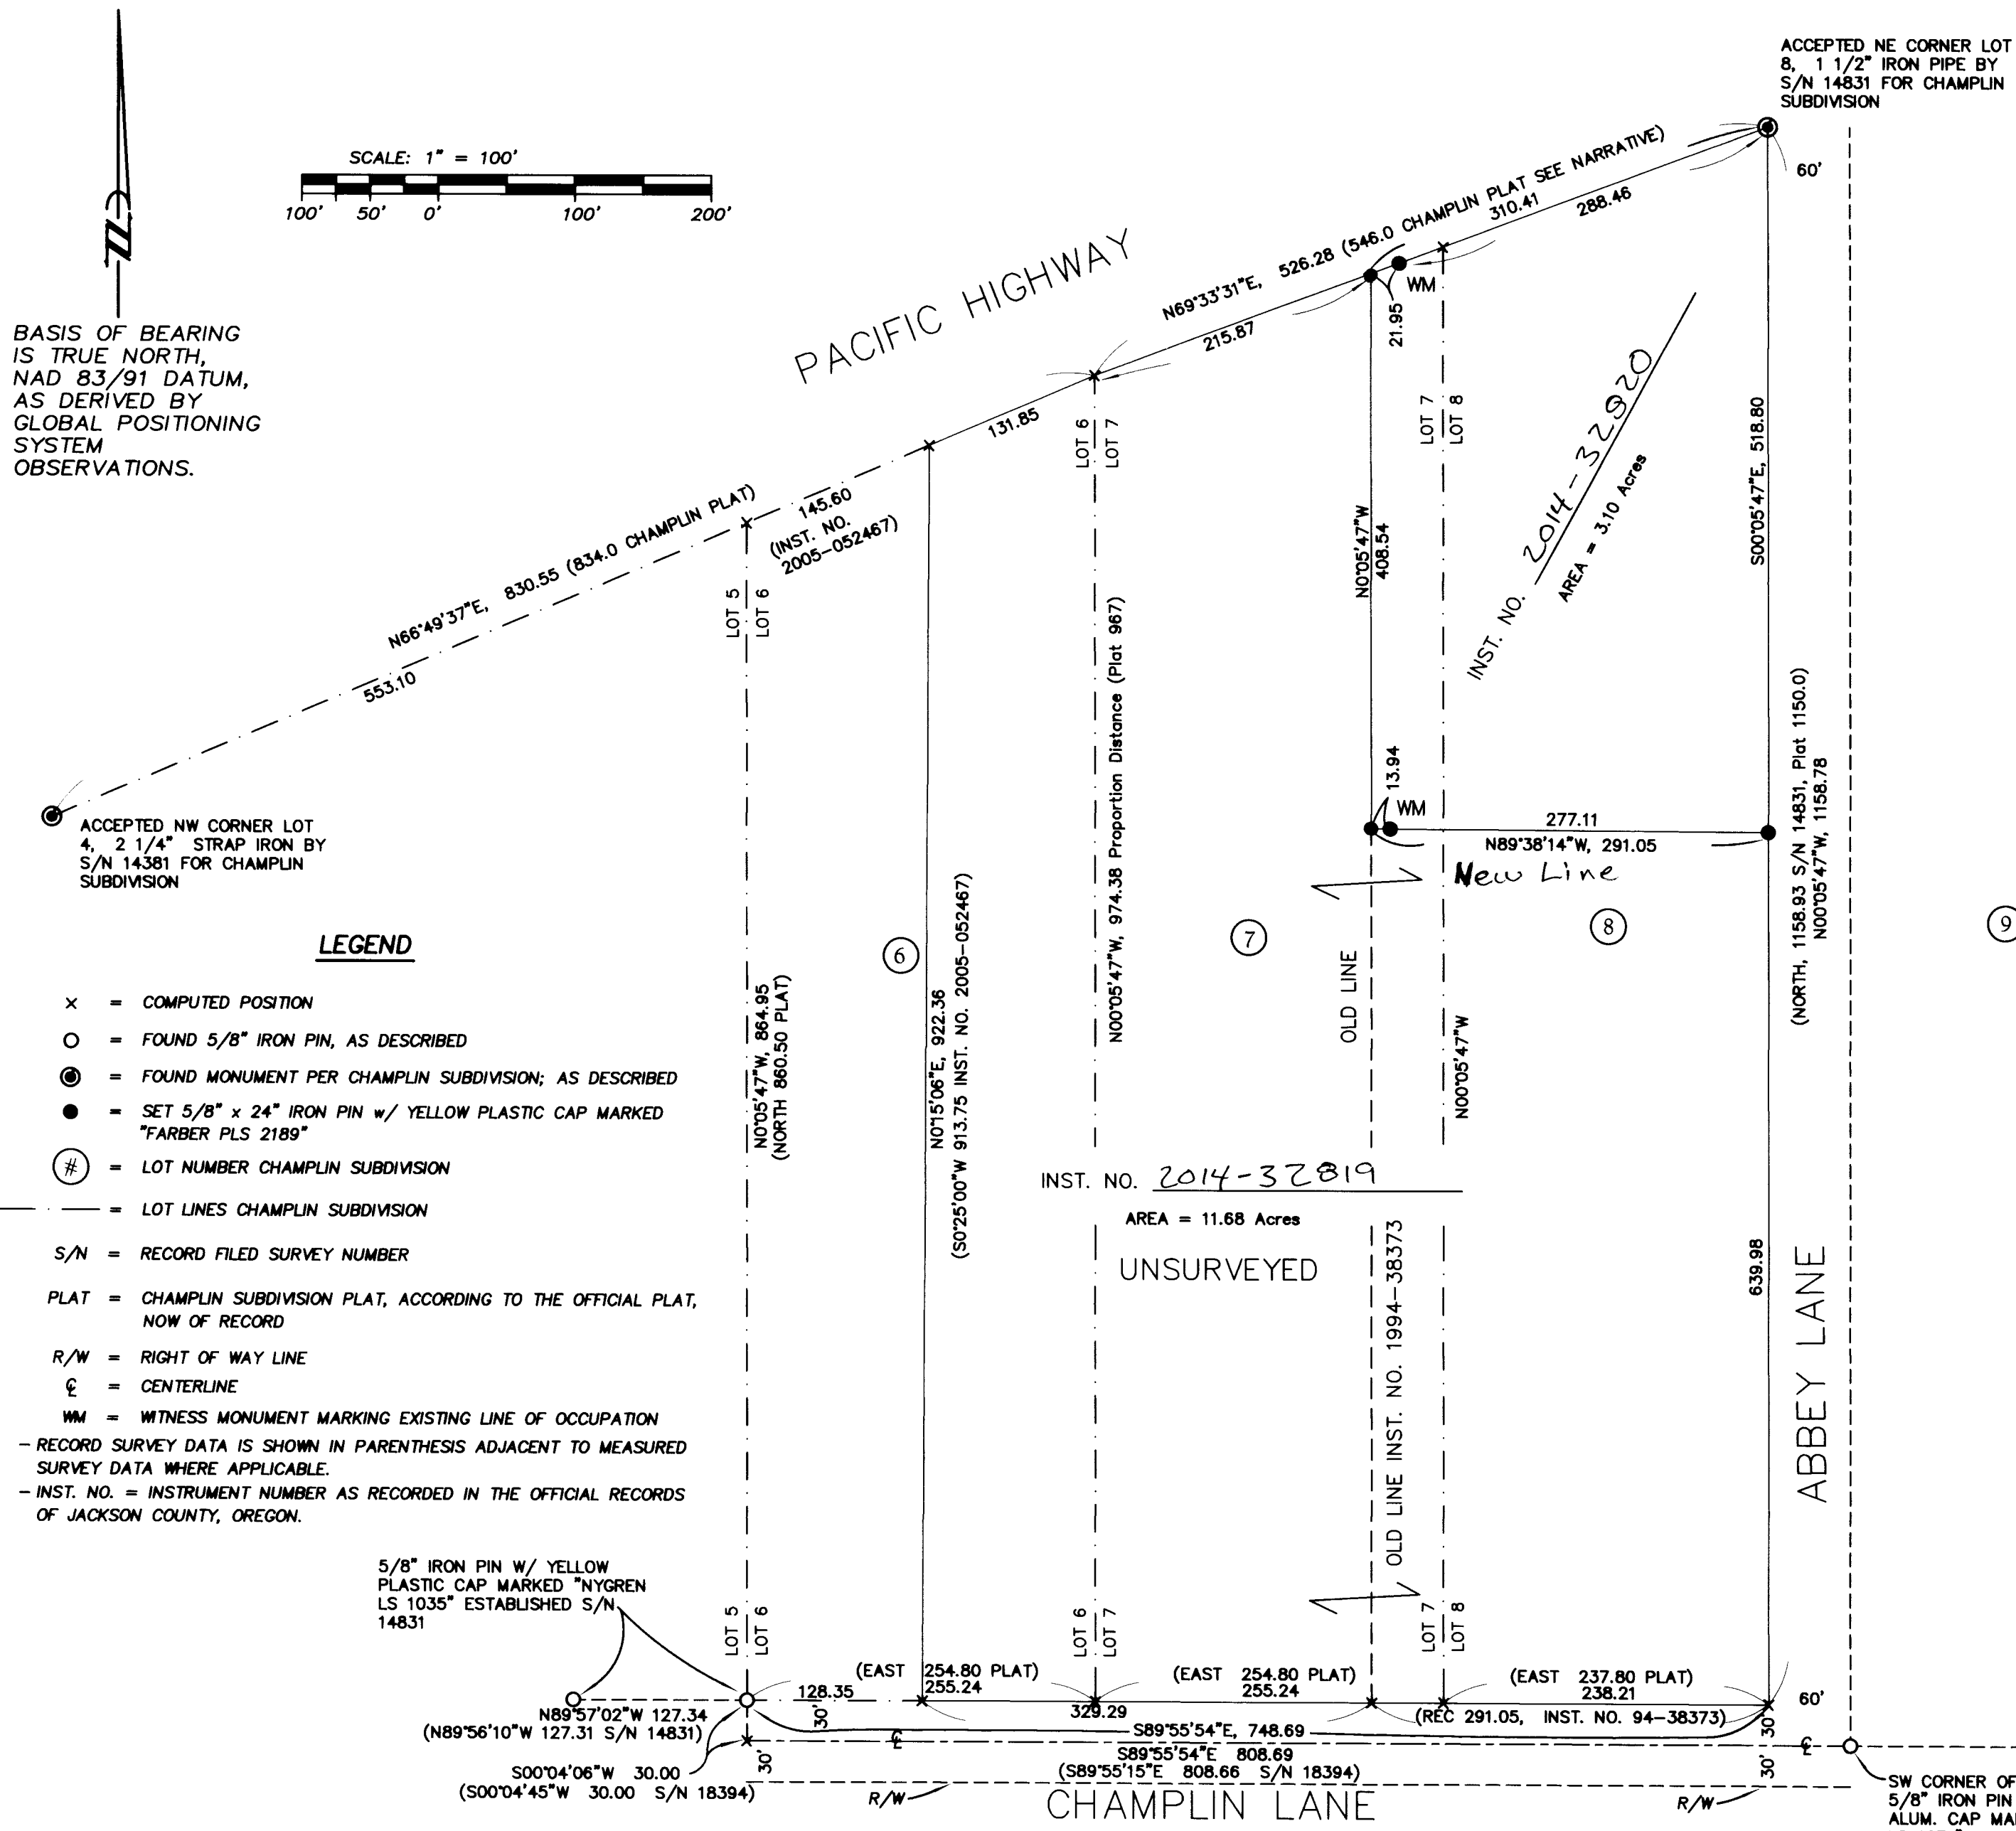 ACCEPTED NE CORNER LOT
8, 1 1/2" IRON PIPE BY
S/N 14831 FOR CHAMPLIN
SUBDIVISION
60'
SCALE: 1" = 100'
100' 50' 0' 100' 200'
BASIS OF BEARING
IS TRUE NORTH,
NAD 83/91 DATUM,
AS DERIVED BY
GLOBAL POSITIONING
SYSTEM
OBSERVATIONS.
PACIFIC HIGHWAY
N69°33'31"E, 526.28 (546.0 CHAMPLIN PLAT SEE NARRATIVE)
310.41
288.46
215.87
21.95
WM
131.85
N66°49'37"E, 830.55 (834.0 CHAMPLIN PLAT)
145.60
(INST. NO.
2005-052467)
553.10
LOT 5
LOT 6
LOT 6
LOT 7
LOT 7
LOT 8
N0°05'47"W
408.54
INST. NO. 2014-32820
AREA = 3.10 Acres
S00°05'47"E, 518.80
ACCEPTED NW CORNER LOT
4, 2 1/4" STRAP IRON BY
S/N 14381 FOR CHAMPLIN
SUBDIVISION
13.94
WM
277.11
N89°38'14"W, 291.05
New Line
N00°05'47"W, 974.38 Proportion Distance (Plat 967)
(NORTH, 1158.93 S/N 14831, Plat 1150.0)
N00°05'47"W, 1158.78
6
7
8
9
OLD LINE
N00°05'47"W
N0°05'47"W, 864.95
(NORTH 860.50 PLAT)
N0°15'06"E, 922.36
(S0°25'00"W 913.75 INST. NO. 2005-052467)
LEGEND
x = COMPUTED POSITION
= FOUND 5/8" IRON PIN, AS DESCRIBED
= FOUND MONUMENT PER CHAMPLIN SUBDIVISION; AS DESCRIBED
= SET 5/8" x 24" IRON PIN w/ YELLOW PLASTIC CAP MARKED
"FARBER PLS 2189"
# = LOT NUMBER CHAMPLIN SUBDIVISION
= LOT LINES CHAMPLIN SUBDIVISION
S/N = RECORD FILED SURVEY NUMBER
PLAT = CHAMPLIN SUBDIVISION PLAT, ACCORDING TO THE OFFICIAL PLAT,
NOW OF RECORD
R/W = RIGHT OF WAY LINE
℄ = CENTERLINE
WM = WITNESS MONUMENT MARKING EXISTING LINE OF OCCUPATION
- RECORD SURVEY DATA IS SHOWN IN PARENTHESIS ADJACENT TO MEASURED
SURVEY DATA WHERE APPLICABLE.
- INST. NO. = INSTRUMENT NUMBER AS RECORDED IN THE OFFICIAL RECORDS
OF JACKSON COUNTY, OREGON.
INST. NO. 2014-32819
AREA = 11.68 Acres
UNSURVEYED
OLD LINE INST. NO. 1994-38373
639.98
ABBEY LANE
5/8" IRON PIN W/ YELLOW
PLASTIC CAP MARKED "NYGREN
LS 1035" ESTABLISHED S/N
14831
LOT 5
LOT 6
LOT 6
LOT 7
LOT 7
LOT 8
(EAST 254.80 PLAT)
255.24
(EAST 254.80 PLAT)
255.24
(EAST 237.80 PLAT)
238.21
128.35
329.29
(REC 291.05, INST. NO. 94-38373)
60'
N89°57'02"W 127.34
(N89°56'10"W 127.31 S/N 14831)
30'
30'
S89°55'54"E, 748.69
℄
℄
S89°55'54"E 808.69
(S89°55'15"E 808.66 S/N 18394)
S00°04'06"W 30.00
(S00°04'45"W 30.00 S/N 18394)
30'
30'
R/W
CHAMPLIN LANE
R/W
SW CORNER OF
5/8" IRON PIN
ALUM. CAP MA